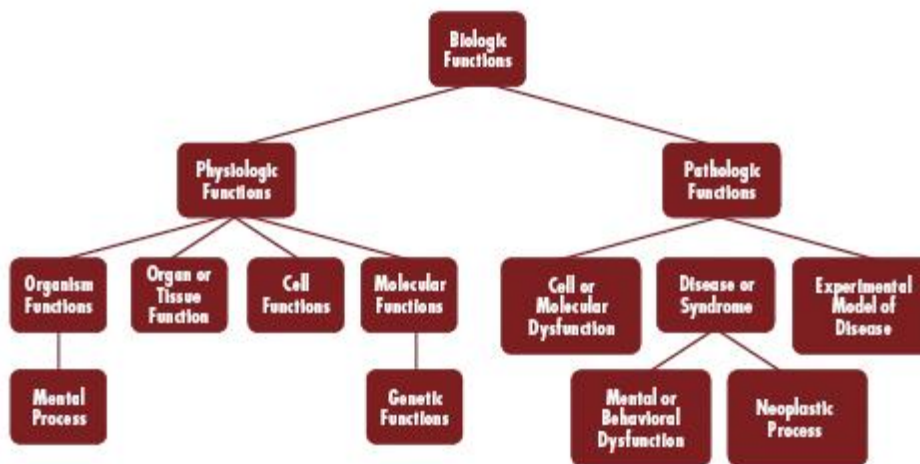 Biologic
Functions
Physiologic
Functions
Pathologic
Functions
Organism
Functions
Organ or
Tissue
Function
Cell
Functions
Molecular
Functions
Cell or
Molecular
Dysfunction
Disease or
Syndrome
Experimental
Model of
Disease
Mental
Process
Genetic
Functions
Mental or
Behavioral
Dysfunction
Neoplastic
Process